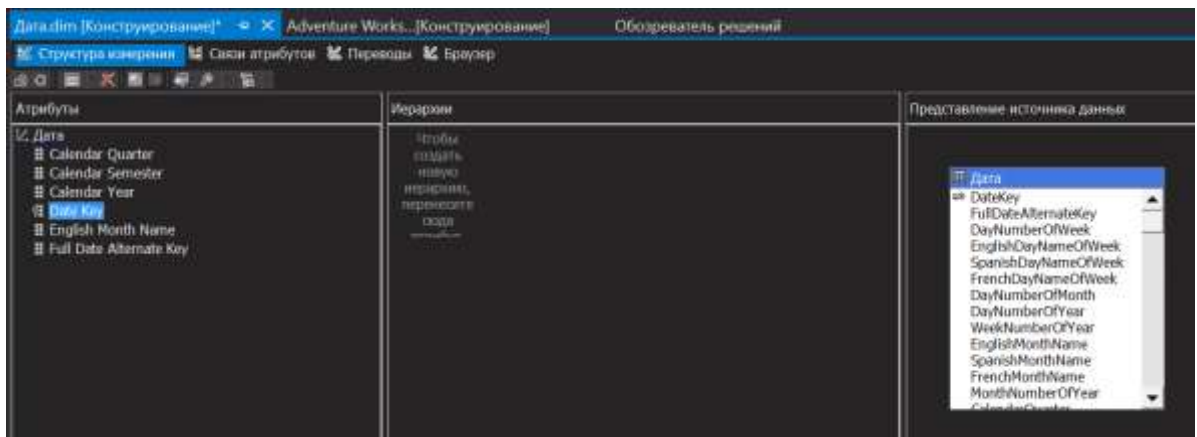 Дата.dim [Конструирование]* Adventure Works...[Конструирование] Обозреватель решений
Структура измерения Связи атрибутов Переводы Браузер
Атрибуты
Дата
Calendar Quarter
Calendar Semester
Calendar Year
Date Key
English Month Name
Full Date Alternate Key
Иерархии
Чтобы
создать
новую
иерархию,
перенесите
сюда
Представление источника данных
Дата
DateKey
FullDateAlternateKey
DayNumberOfWeek
EnglishDayNameOfWeek
SpanishDayNameOfWeek
FrenchDayNameOfWeek
DayNumberOfMonth
DayNumberOfYear
WeekNumberOfYear
EnglishMonthName
SpanishMonthName
FrenchMonthName
MonthNumberOfYear
CalendarQuarter